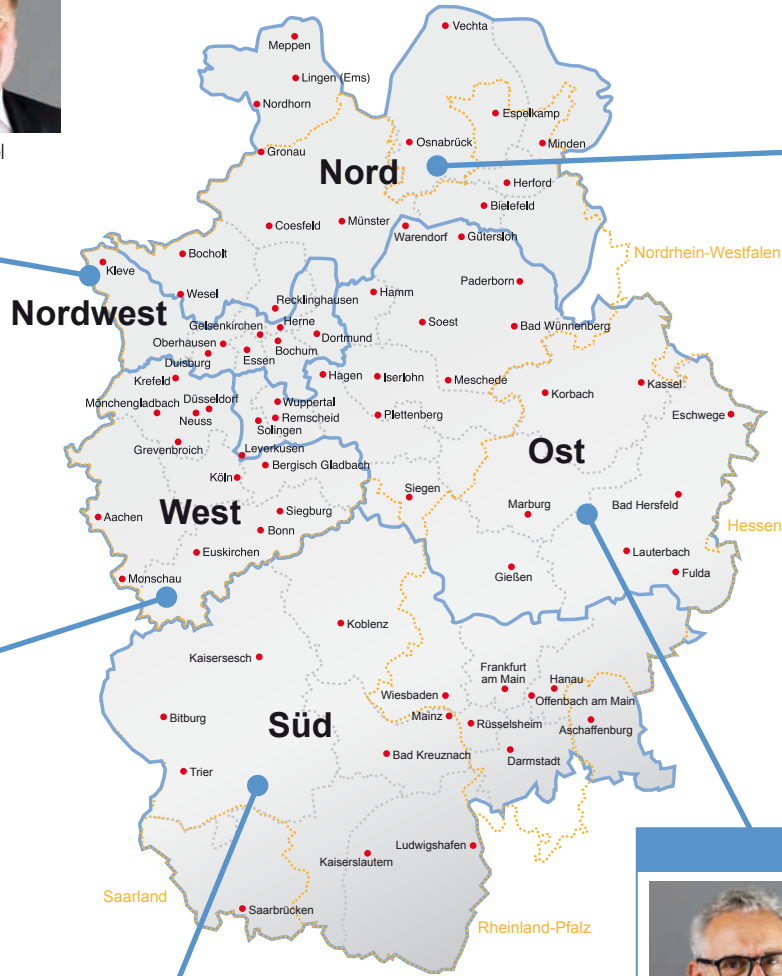 Vechta
Meppen
Lingen (Ems)
Nordhorn
Espelkamp
Osnabrück
Minden
Gronau
l
Nord
Herford
Bielefeld
Münster
Coesfeld
Warendorf
Gütersloh
Nordrhein-Westfalen
Bocholt
Kleve
Paderborn
Wesel
Hamm
Recklinghausen
Nordwest
Soest
Bad Wünnenberg
Gelsenkirchen
Herne
Oberhausen
Dortmund
Bochum
Essen
Duisburg
Hagen
Iserlohn
Meschede
Krefeld
Kassel
Korbach
Düsseldorf
Mönchengladbach
Wuppertal
Neuss
Remscheid
Plettenberg
Eschwege
Solingen
Grevenbroich
Leverkusen
Ost
Bergisch Gladbach
Köln
Siegen
Marburg
Bad Hersfeld
Aachen
West
Siegburg
Bonn
Hessen
Euskirchen
Lauterbach
Gießen
Fulda
Monschau
Koblenz
Kaisersesch
Frankfurt
am Main
Hanau
Wiesbaden
Offenbach am Main
Bitburg
Süd
Mainz
Rüsselsheim
Aschaffenburg
Bad Kreuznach
Darmstadt
Trier
Ludwigshafen
Kaiserslautern
Saarland
Saarbrücken
Rheinland-Pfalz